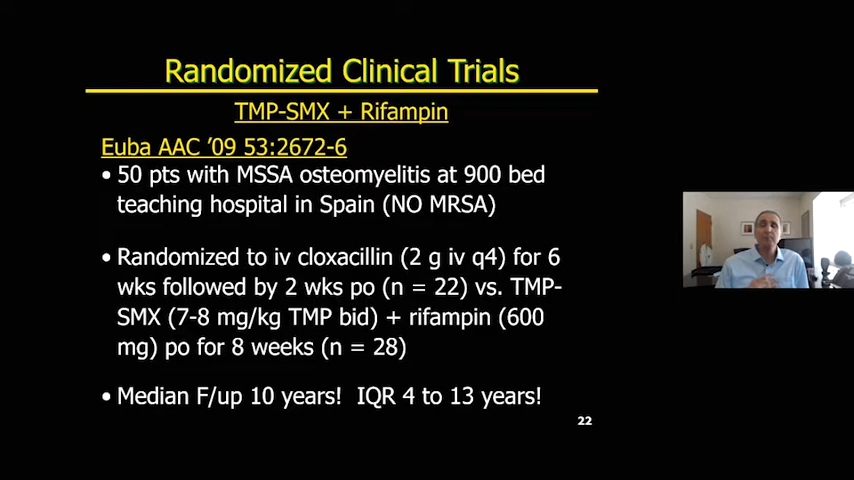 Randomized Clinical Trials
TMP-SMX + Rifampin
Euba AAC '09 53:2672-6
• 50 pts with MSSA osteomyelitis at 900 bed
teaching hospital in Spain (NO MRSA)
• Randomized to iv cloxacillin (2 g iv q4) for 6
wks followed by 2 wks po (n = 22) vs. TMP-
SMX (7-8 mg/kg TMP bid) + rifampin (600
mg) po for 8 weeks (n = 28)
• Median F/up 10 years! IQR 4 to 13 years!
22